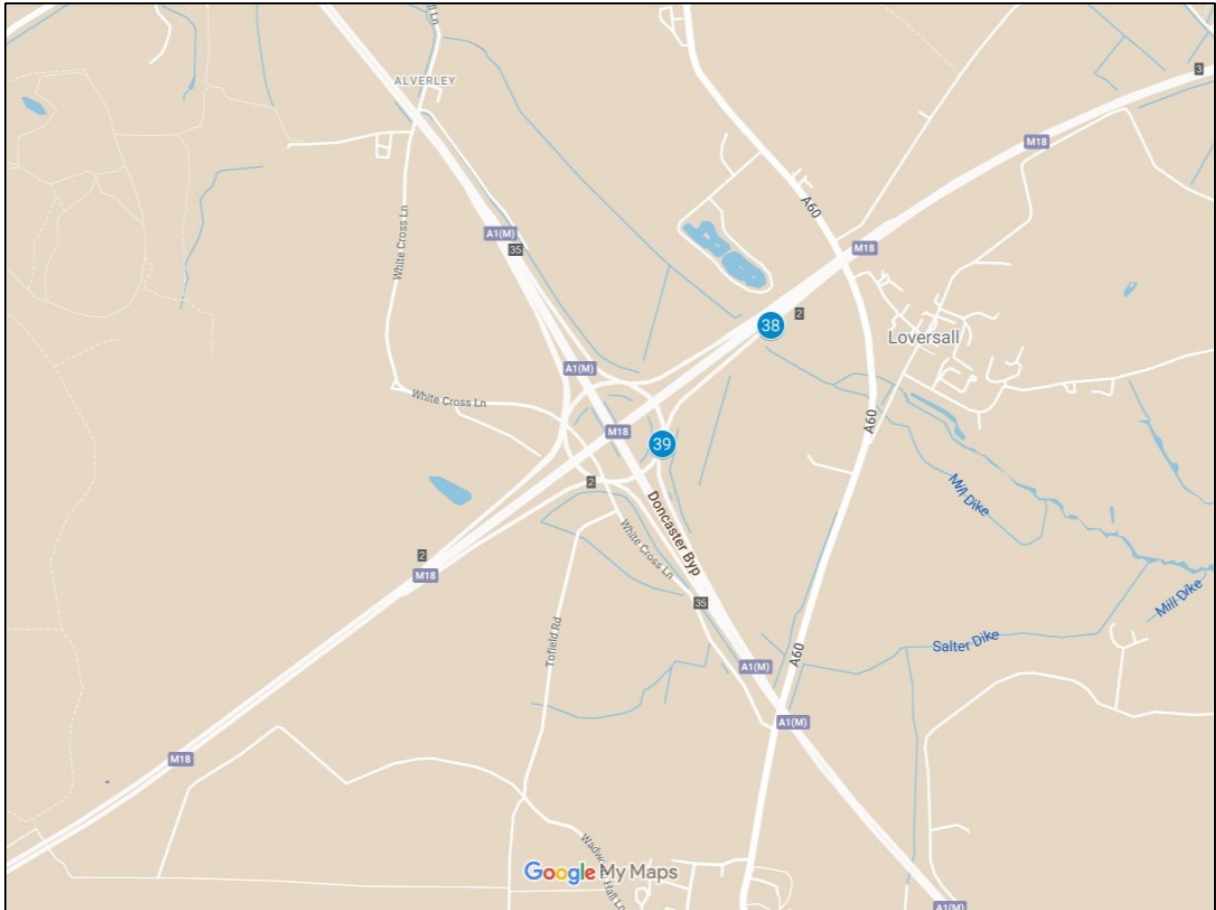 ALVERLEY
3
M18
A60
White Cross Ln
A1(M)
35
M18
2
38
Loversall
A1(M)
White Cross Ln
A60
M18
39
2
Mill Dike
Doncaster Byp
White Cross Ln
2
M18
35
Mill Dike
Tofield Rd
Salter Dike
A60
A1(M)
A1(M)
M18
Google My Maps
A1(M)